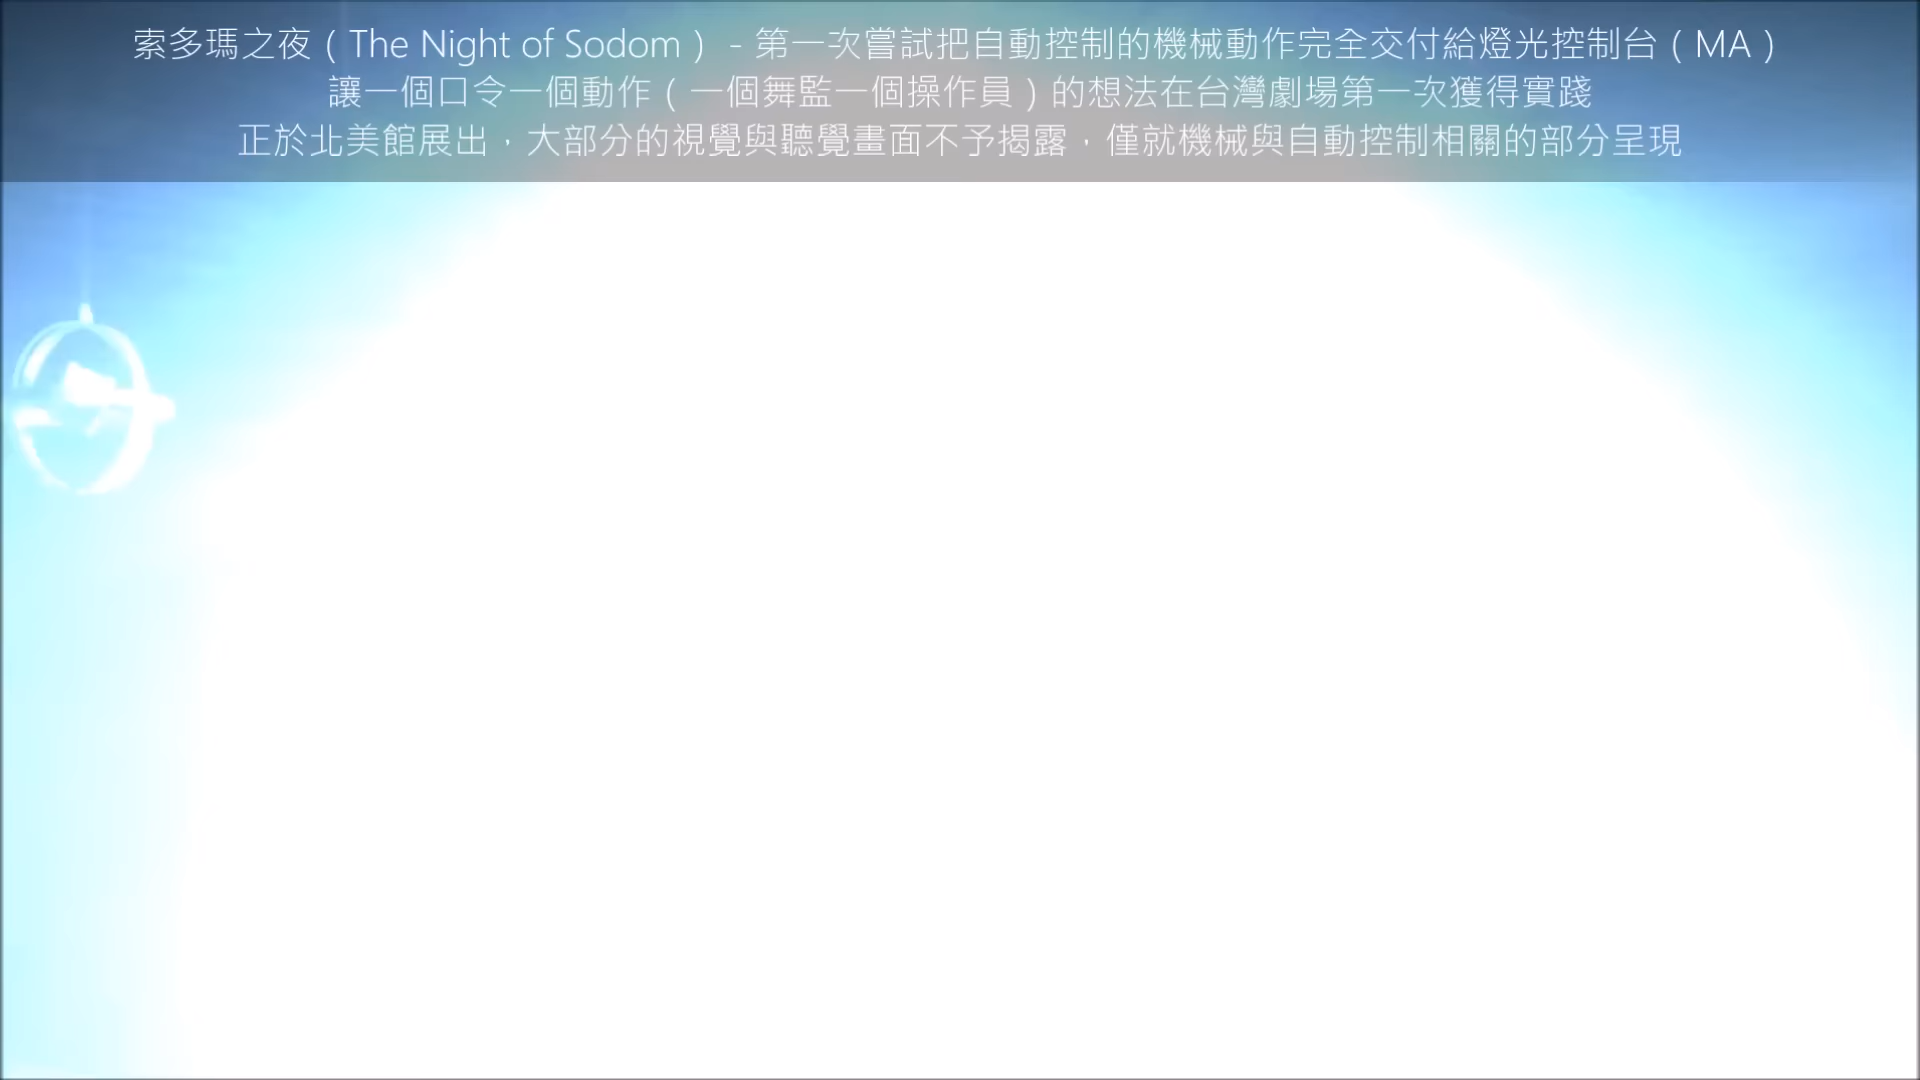 索多瑪之夜（The Night of Sodom） - 第一次嘗試把自動控制的機械動作完全交付給燈光控制台（MA）
讓一個口令一個動作（一個舞監一個操作員）的想法在台灣劇場第一次獲得實踐
正於北美館展出，大部分的視覺與聽覺畫面不予揭露，僅就機械與自動控制相關的部分呈現